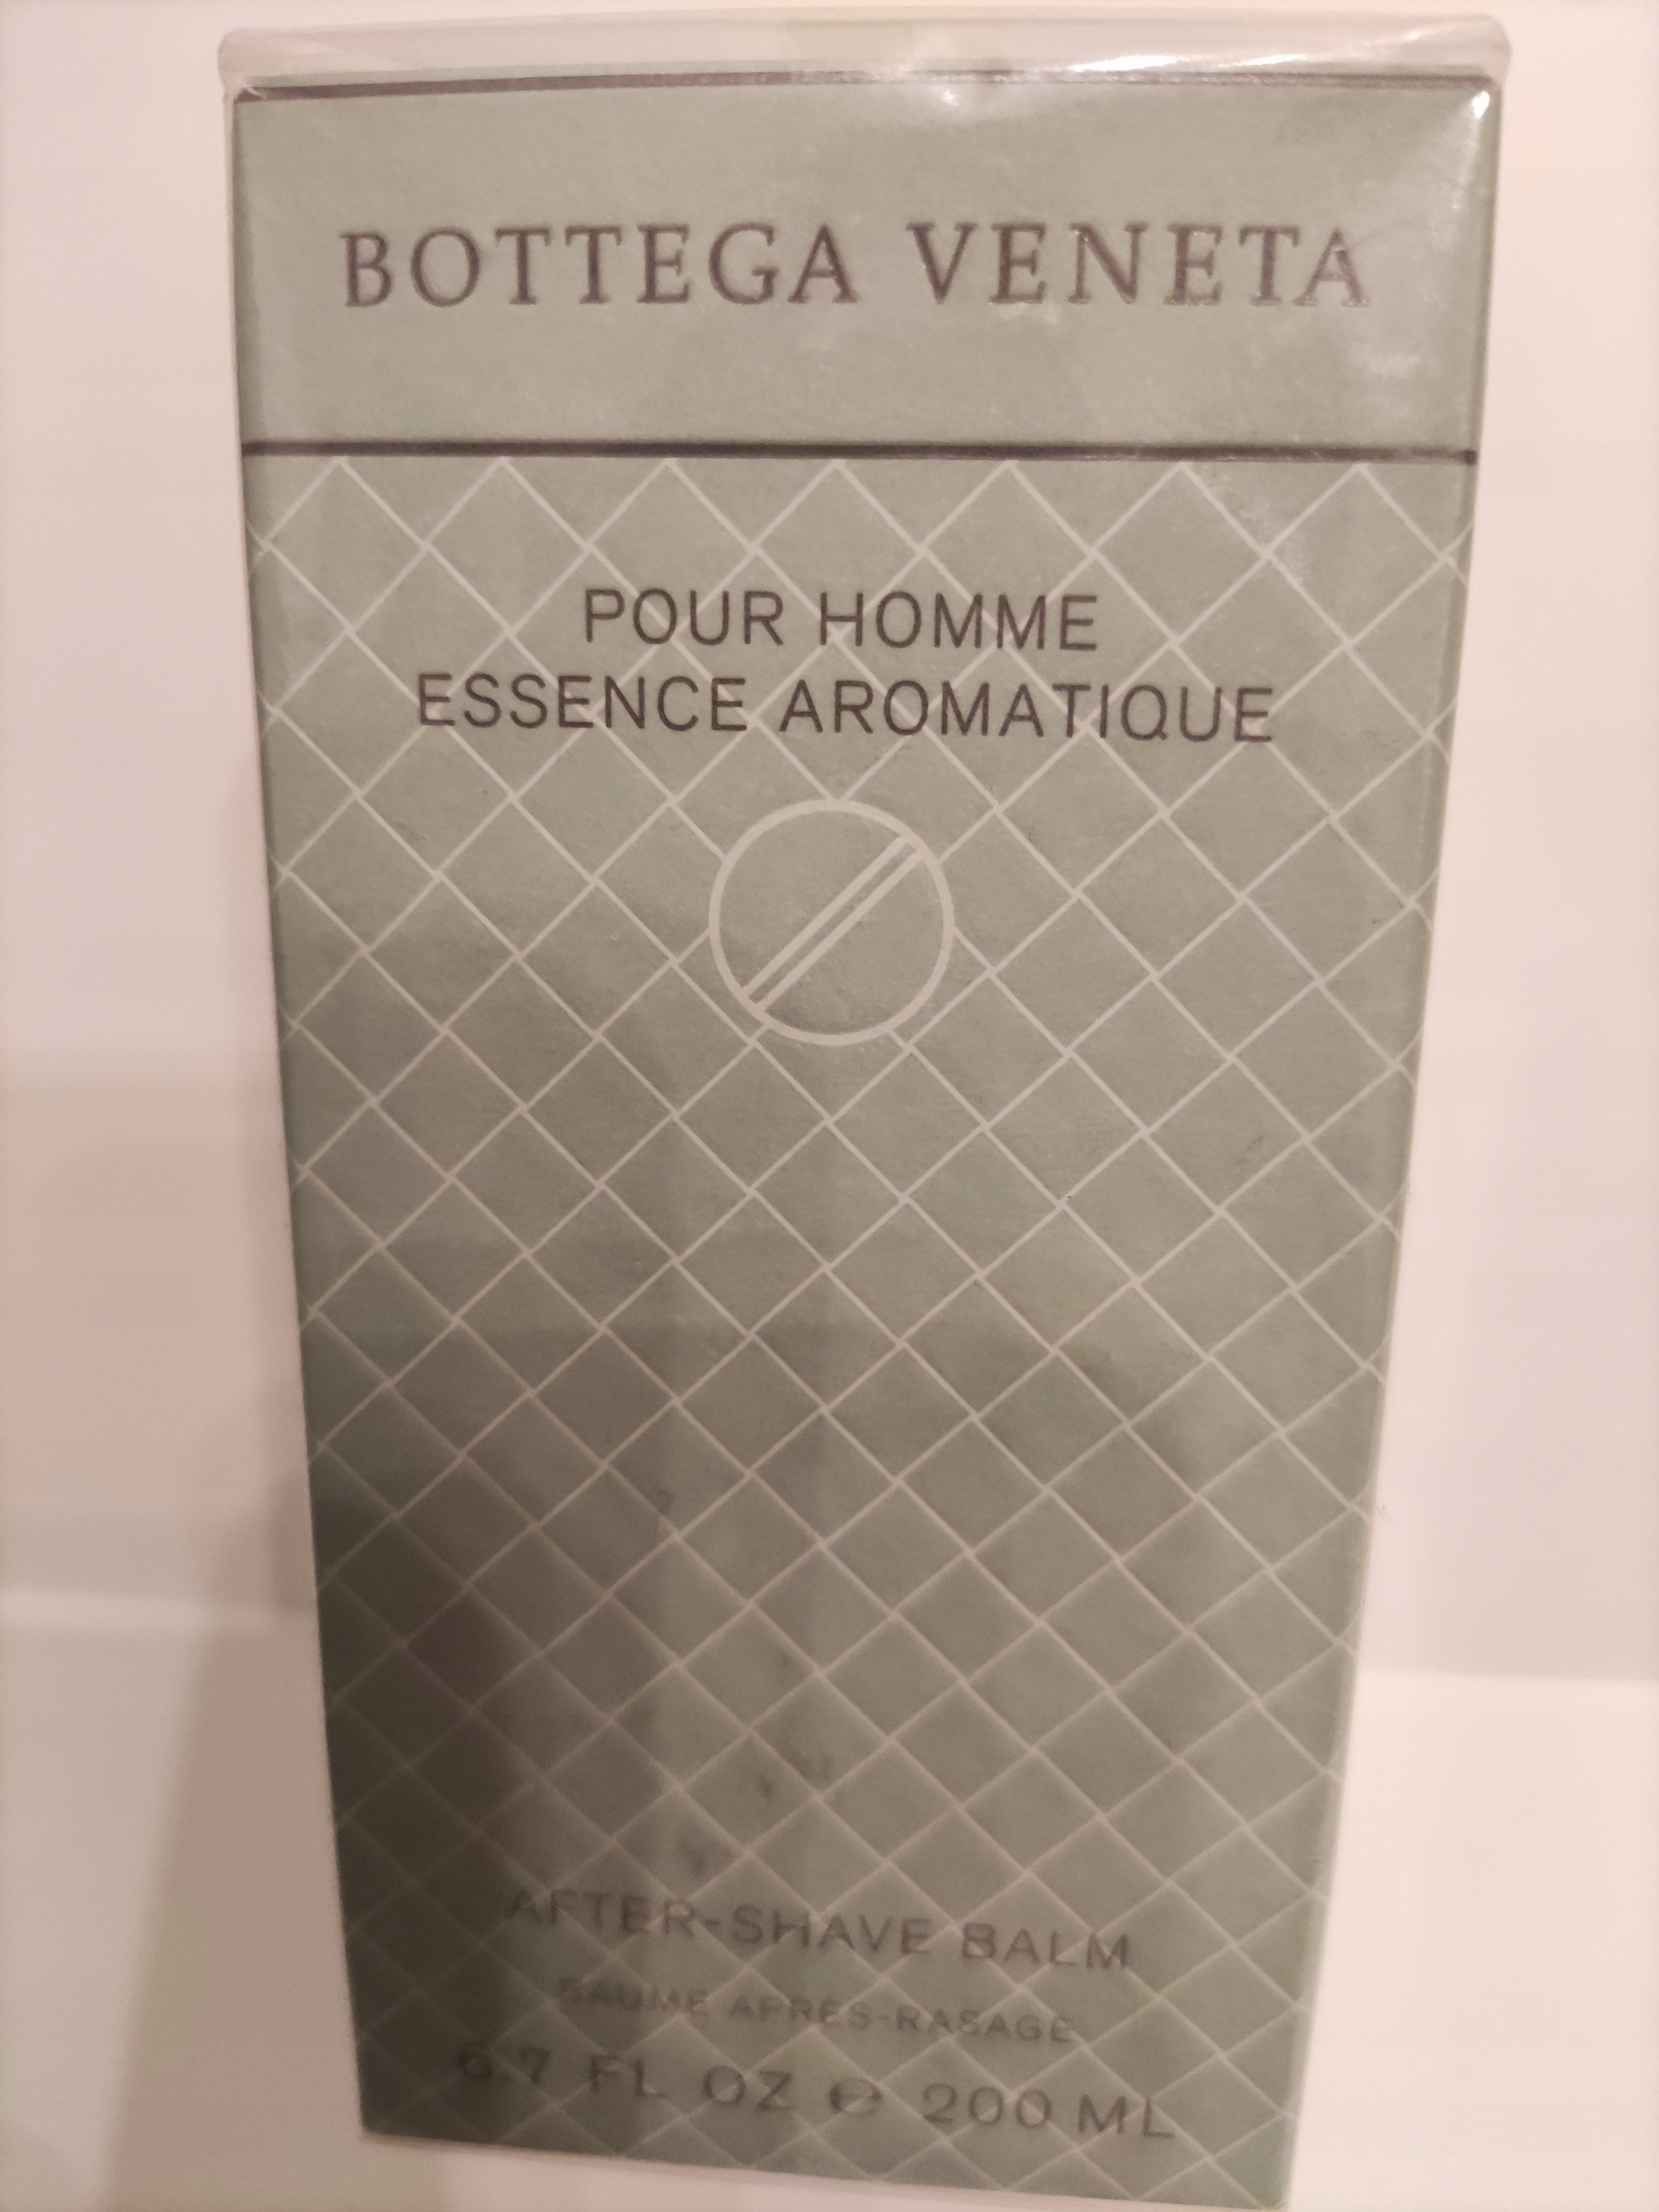 BOTTEGA VENETA
POUR HOMME
ESSENCE AROMATIQUE
AFTER-SHAVE BALM
BAUME APRÈS-RASAGE
6.7 FL OZ ℮ 200 ML